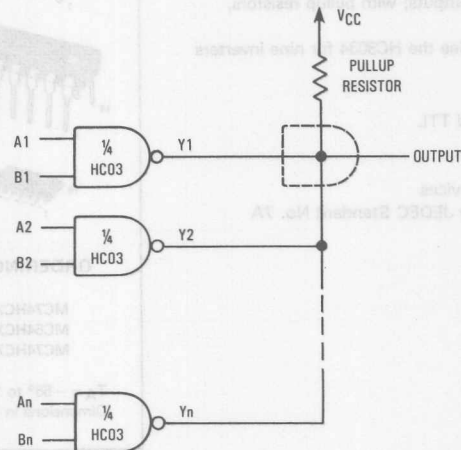 VCC
PULLUP
RESISTOR
A1
B1
¼
HC03
Y1
OUTPUT
A2
B2
¼
HC03
Y2
An
Bn
¼
HC03
Yn
outputs; with pullup resistors,
See the HC9034 for nine inverters
TTL
vices
JEDEC Standard No. 7A
ORDERING
MC74HC
MC54HC
MC74HC